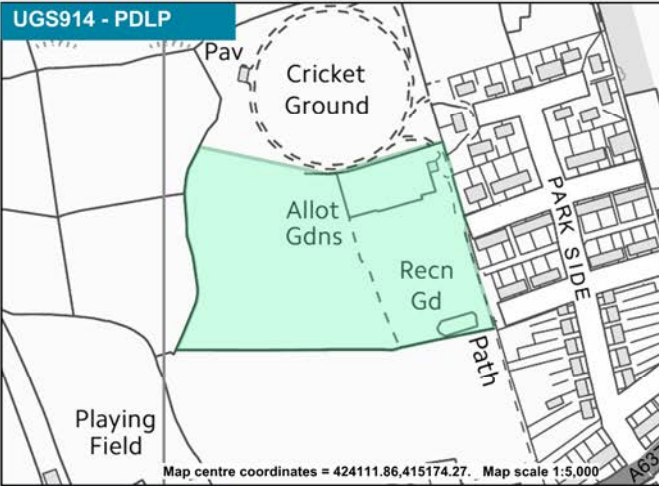 UGS914 - PDLP
Pav
Cricket
Ground
Allot
Gdns
PARK SIDE
Recn
Gd
Path
Playing
Field
Map centre coordinates = 424111.86,415174.27. Map scale 1:5,000